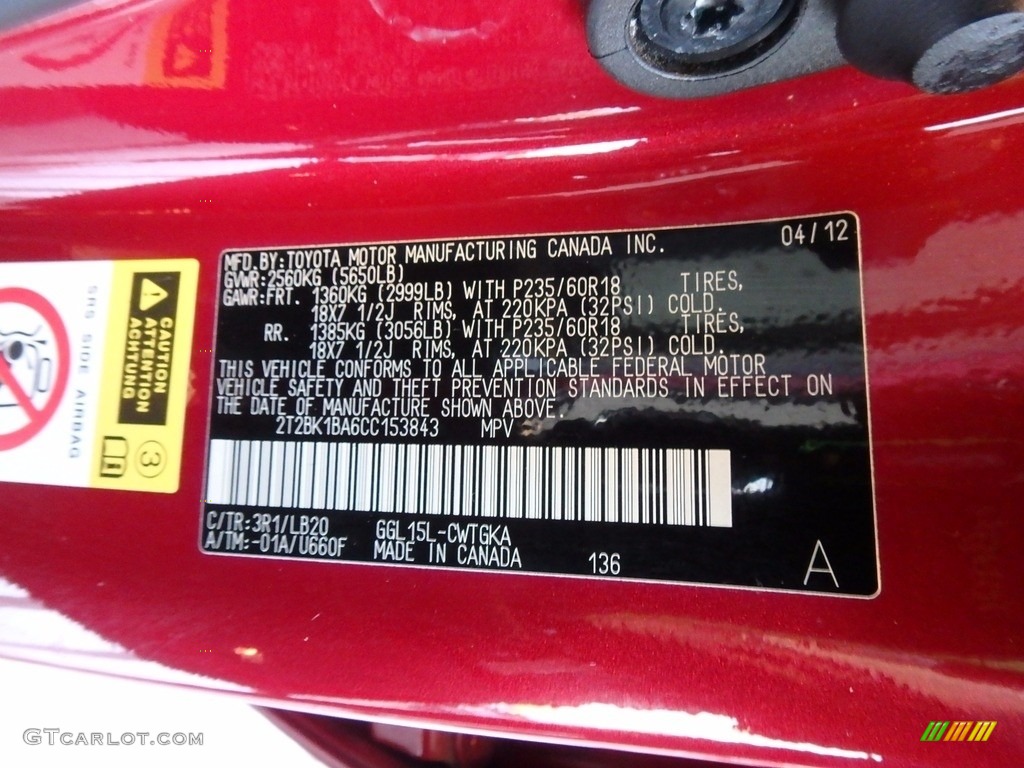 MFD.BY:TOYOTA MOTOR MANUFACTURING CANADA INC. 04/12
GVWR:2560KG (5650LB)
GAWR:FRT. 1360KG (2999LB) WITH P235/60R18 TIRES,
18X7 1/2J RIMS, AT 220KPA (32PSI) COLD.
RR. 1385KG (3056LB) WITH P235/60R18 TIRES,
18X7 1/2J RIMS, AT 220KPA (32PSI) COLD.
THIS VEHICLE CONFORMS TO ALL APPLICABLE FEDERAL MOTOR
VEHICLE SAFETY AND THEFT PREVENTION STANDARDS IN EFFECT ON
THE DATE OF MANUFACTURE SHOWN ABOVE.
2T2BK1BA6CC153843 MPV
C/TR:3R1/LB20 GGL15L-CWTGKA
A/TM:-01A/U660F MADE IN CANADA 136 A
CAUTION
ATTENTION
ACHTUNG
3
SRS SIDE AIRBAG
GTCARLOT.COM